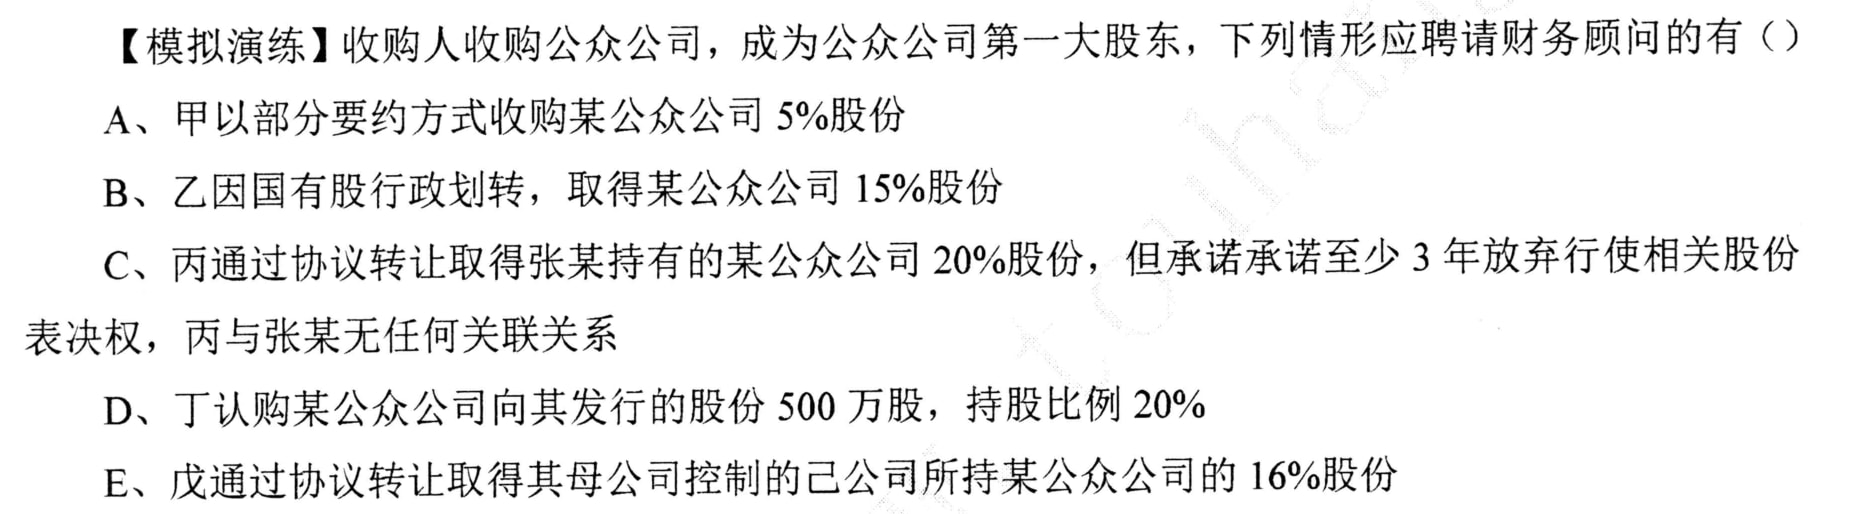 【模拟演练】收购人收购公众公司，成为公众公司第一大股东，下列情形应聘请财务顾问的有（）
A、甲以部分要约方式收购某公众公司 5%股份
B、乙因国有股行政划转，取得某公众公司 15%股份
C、丙通过协议转让取得张某持有的某公众公司 20%股份，但承诺承诺至少 3 年放弃行使相关股份
表决权，丙与张某无任何关联关系
D、丁认购某公众公司向其发行的股份 500 万股，持股比例 20%
E、戊通过协议转让取得其母公司控制的己公司所持某公众公司的 16%股份